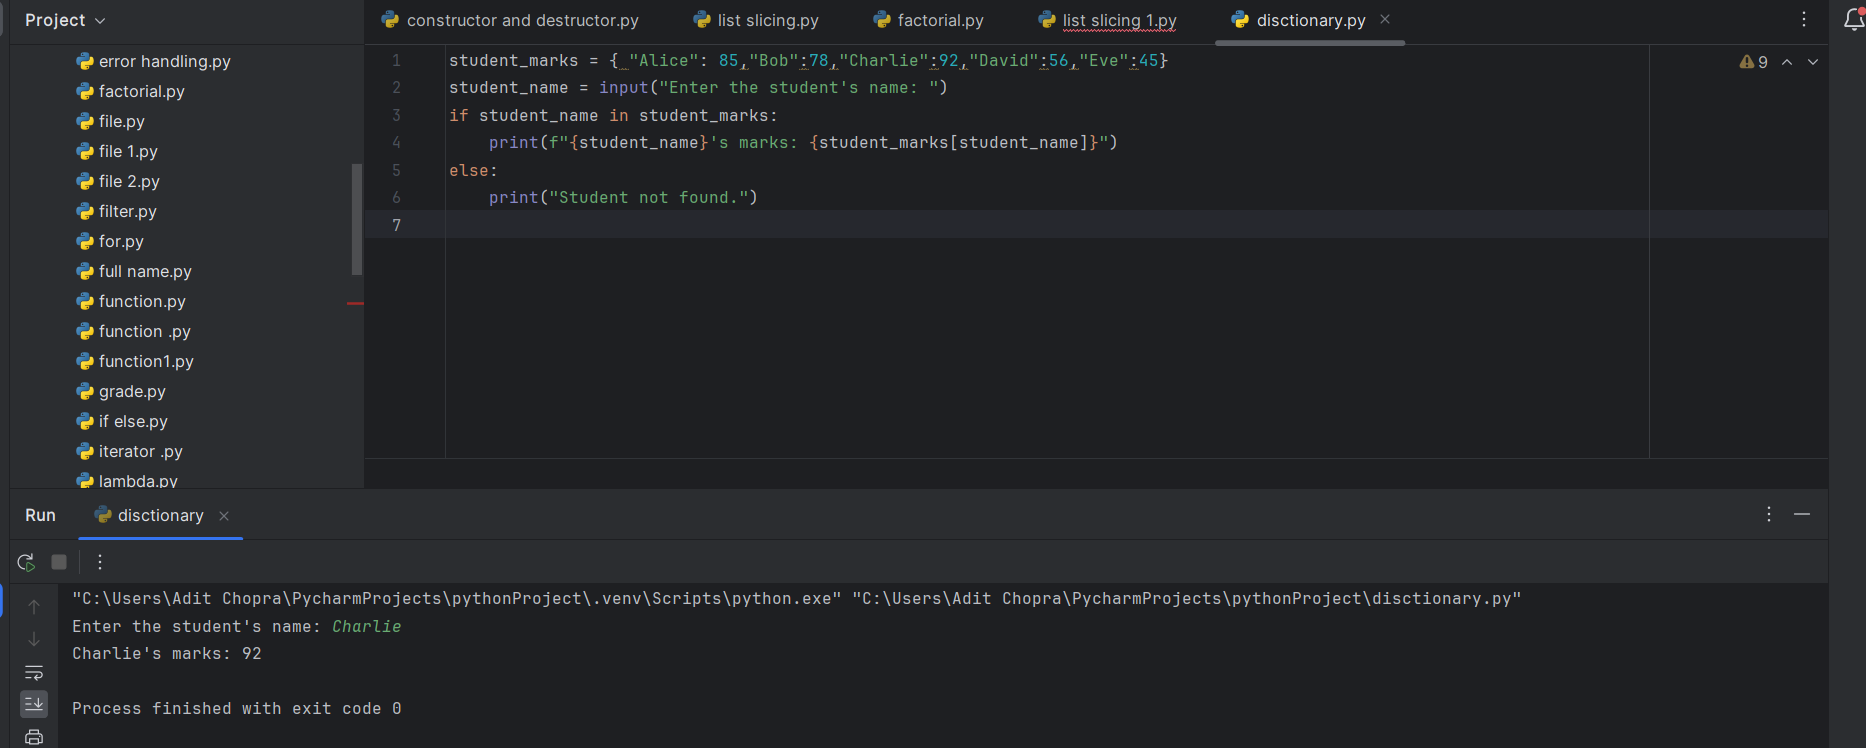 Project
constructor and destructor.py
list slicing.py
factorial.py
list slicing 1.py
disctionary.py
error handling.py
factorial.py
file.py
file 1.py
file 2.py
filter.py
for.py
full name.py
function.py
function .py
function1.py
grade.py
if else.py
iterator .py
lambda.py
1 student_marks = { "Alice": 85,"Bob":78,"Charlie":92,"David":56,"Eve":45}
2 student_name = input("Enter the student's name: ")
3 if student_name in student_marks:
4     print(f"{student_name}'s marks: {student_marks[student_name]}")
5 else:
6     print("Student not found.")
7
9
Run
disctionary
"C:\Users\Adit Chopra\PycharmProjects\pythonProject\.venv\Scripts\python.exe" "C:\Users\Adit Chopra\PycharmProjects\pythonProject\disctionary.py"
Enter the student's name: Charlie
Charlie's marks: 92
Process finished with exit code 0